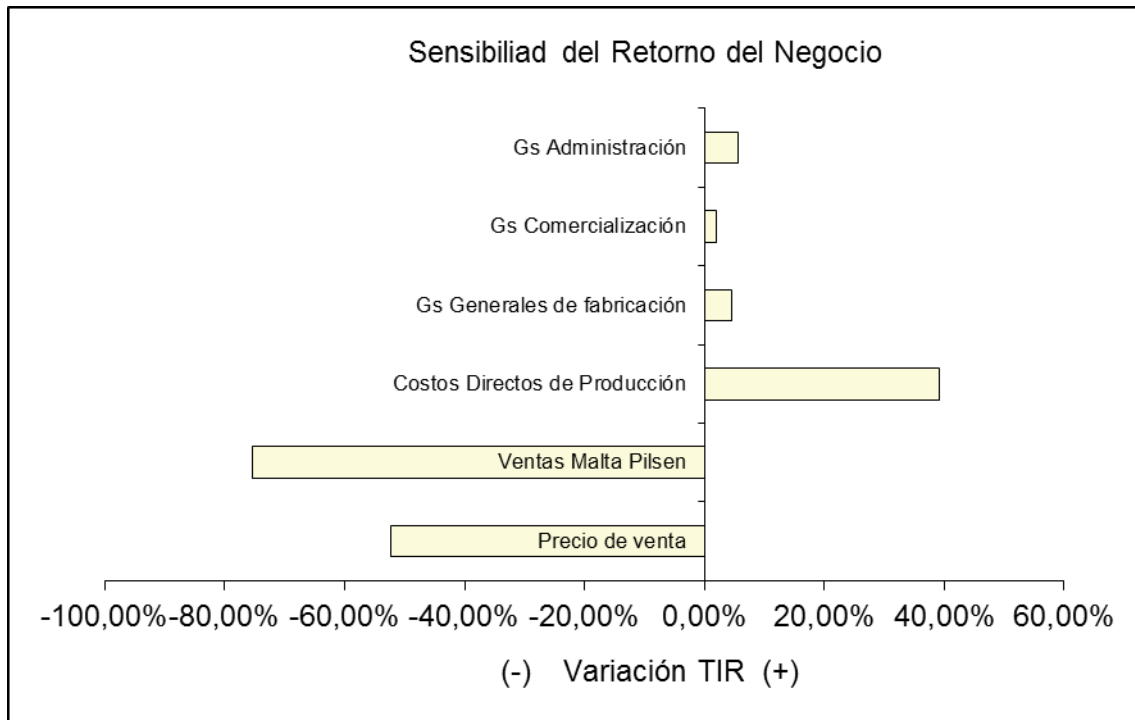 Sensibiliad del Retorno del Negocio
Gs Administración
Gs Comercialización
Gs Generales de fabricación
Costos Directos de Producción
Ventas Malta Pilsen
Precio de venta
-100,00% -80,00% -60,00% -40,00% -20,00% 0,00% 20,00% 40,00% 60,00%
(-) Variación TIR (+)